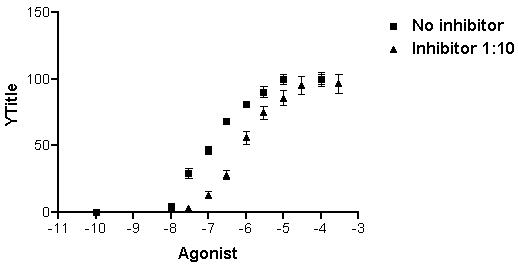 150
100
50
0
YTitle
-11 -10 -9 -8 -7 -6 -5 -4 -3
Agonist
No inhibitor
Inhibitor 1:10